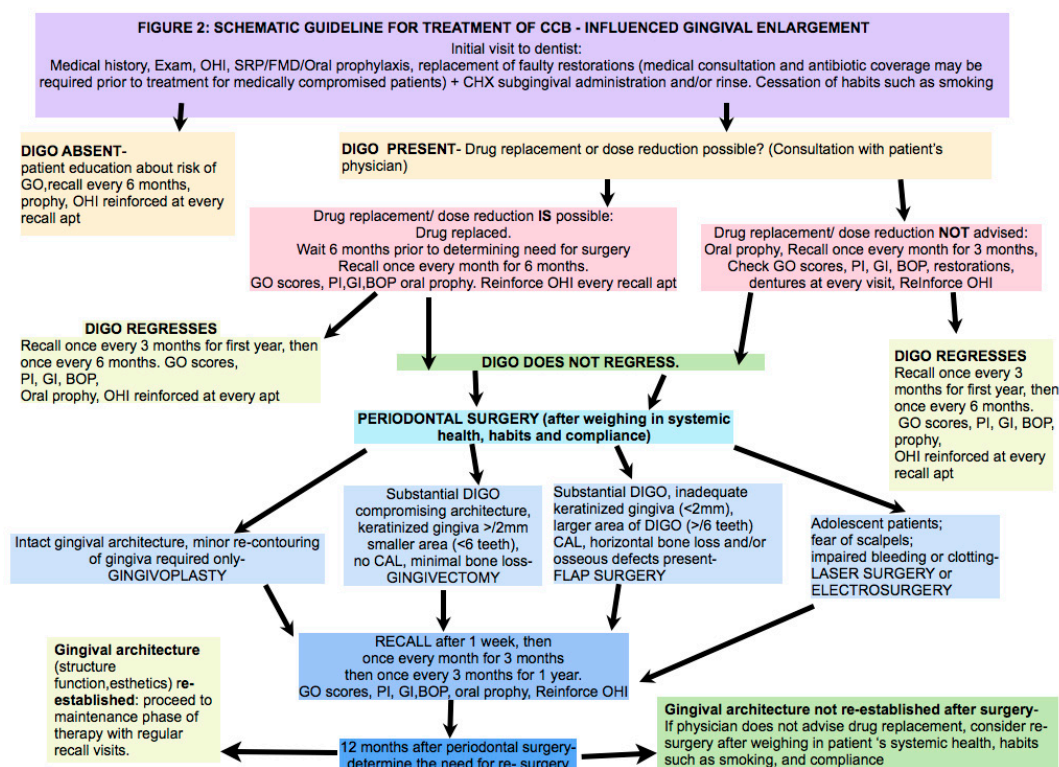 FIGURE 2: SCHEMATIC GUIDELINE FOR TREATMENT OF CCB - INFLUENCED GINGIVAL ENLARGEMENT
Initial visit to dentist:
Medical history, Exam, OHI, SRP/FMD/Oral prophylaxis, replacement of faulty restorations (medical consultation and antibiotic coverage may be
required prior to treatment for medically compromised patients) + CHX subgingival administration and/or rinse. Cessation of habits such as smoking
DIGO ABSENT-
patient education about risk of
GO,recall every 6 months,
prophy, OHI reinforced at every
recall apt
DIGO PRESENT- Drug replacement or dose reduction possible? (Consultation with patient's
physician)
Drug replacement/ dose reduction IS possible:
Drug replaced.
Wait 6 months prior to determining need for surgery
Recall once every month for 6 months.
GO scores, PI,GI,BOP oral prophy. Reinforce OHI every recall apt
Drug replacement/ dose reduction NOT advised:
Oral prophy, Recall once every month for 3 months,
Check GO scores, PI, GI, BOP, restorations,
dentures at every visit, ReInforce OHI
DIGO REGRESSES
Recall once every 3 months for first year, then
once every 6 months. GO scores,
PI, GI, BOP,
Oral prophy, OHI reinforced at every apt
DIGO DOES NOT REGRESS.
DIGO REGRESSES
Recall once every 3
months for first year, then
once every 6 months.
GO scores, PI, GI, BOP,
prophy,
OHI reinforced at every
recall apt
PERIODONTAL SURGERY (after weighing in systemic
health, habits and compliance)
Intact gingival architecture, minor re-contouring
of gingiva required only-
GINGIVOPLASTY
Substantial DIGO
compromising architecture,
keratinized gingiva >/2mm
smaller area (<6 teeth),
no CAL, minimal bone loss-
GINGIVECTOMY
Substantial DIGO, inadequate
keratinized gingiva (<2mm),
larger area of DIGO (>/6 teeth)
CAL, horizontal bone loss and/or
osseous defects present-
FLAP SURGERY
Adolescent patients;
fear of scalpels;
impaired bleeding or clotting-
LASER SURGERY or
ELECTROSURGERY
RECALL after 1 week, then
once every month for 3 months
then once every 3 months for 1 year.
GO scores, PI, GI,BOP, oral prophy, Reinforce OHI
Gingival architecture
(structure
function,esthetics) re-
established: proceed to
maintenance phase of
therapy with regular
recall visits.
12 months after periodontal surgery-
determine the need for re- surgery
Gingival architecture not re-established after surgery-
If physician does not advise drug replacement, consider re-
surgery after weighing in patient 's systemic health, habits
such as smoking, and compliance